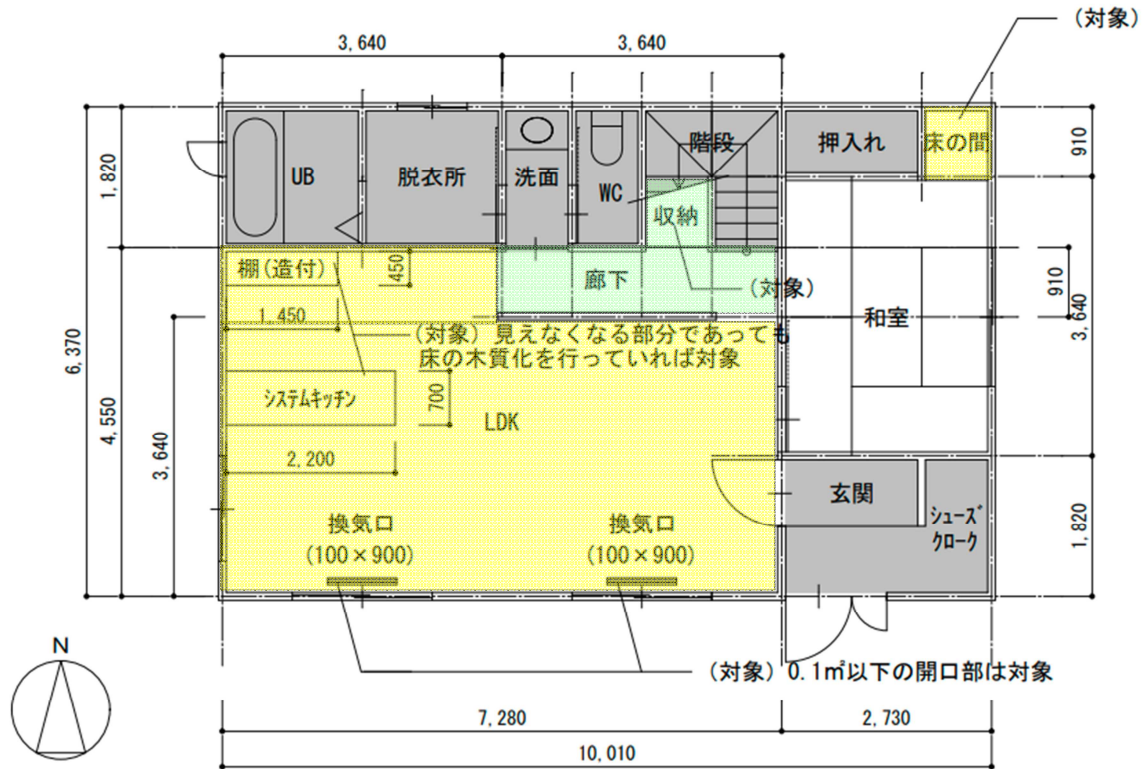 (対象)
3,640
3,640
1,820
910
UB
脱衣所
洗面
WC
階段
押入れ
床の間
収納
棚(造付)
450
廊下
(対象)
910
1,450
(対象) 見えなくなる部分であっても
床の木質化を行っていれば対象
和室
3,640
6,370
4,550
3,640
システムキッチン
700
LDK
2,200
玄関
シューズ
クローク
1,820
換気口
(100×900)
換気口
(100×900)
N
(対象) 0.1㎡以下の開口部は対象
7,280
2,730
10,010